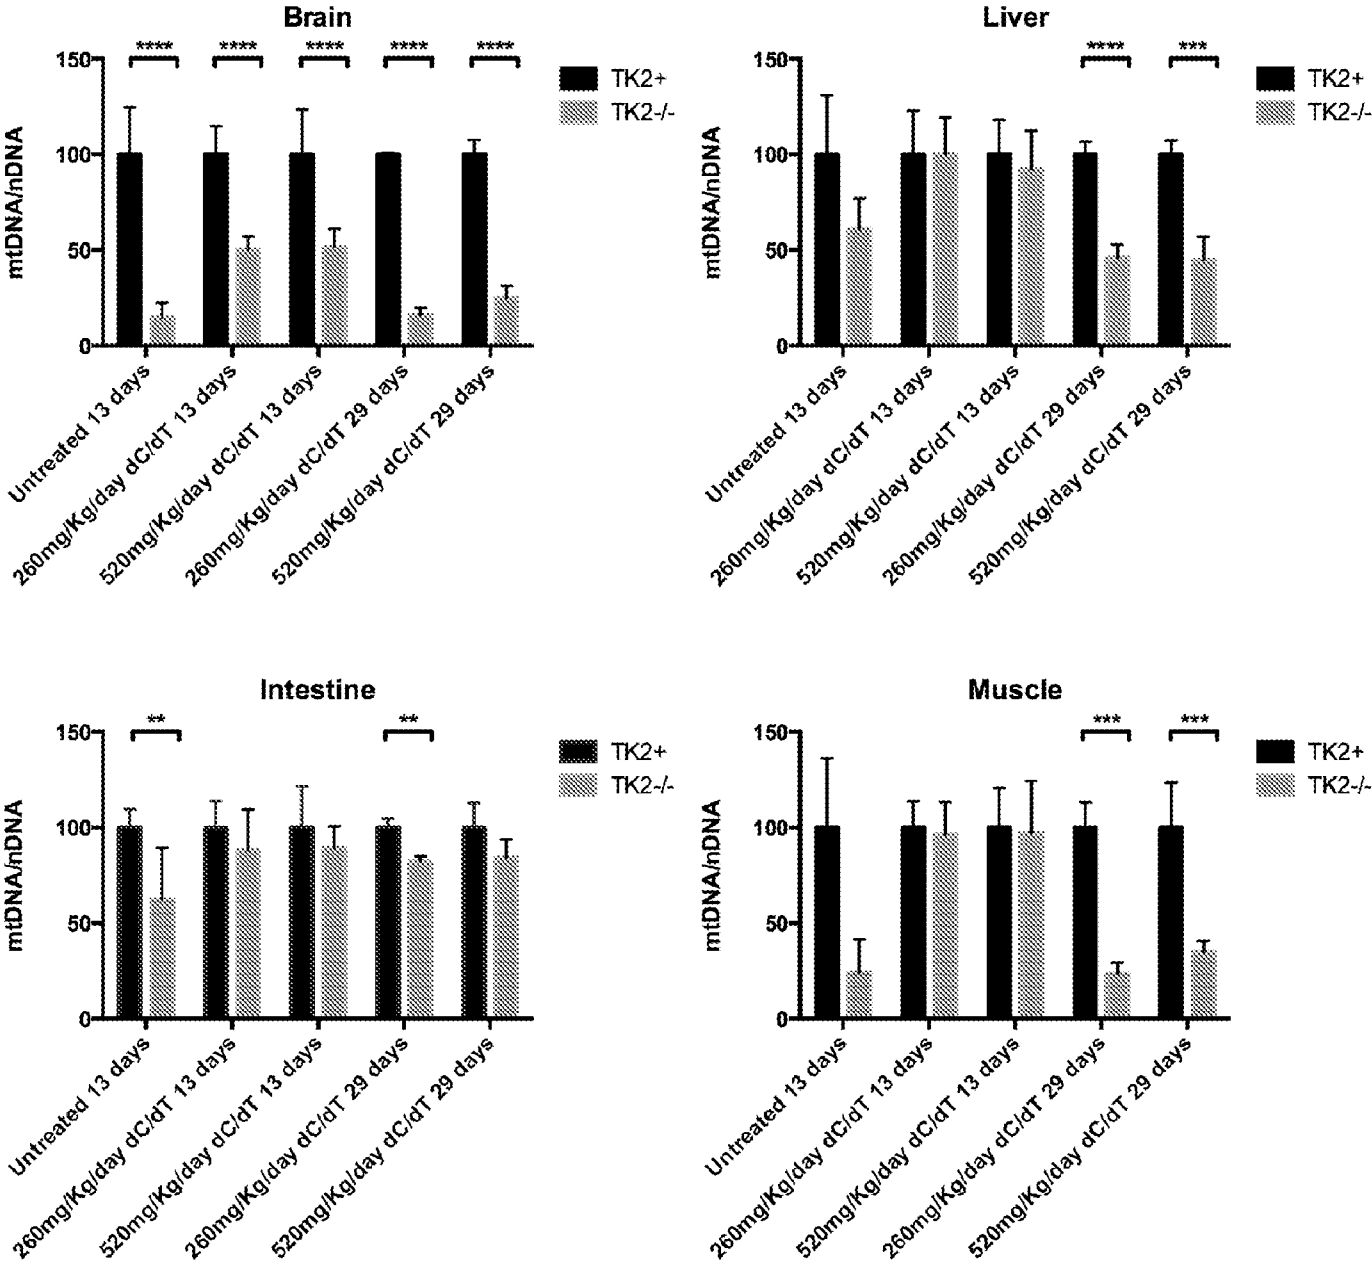 Brain
**** **** **** **** ****
150
100
50
0
mtDNA/nDNA
TK2+
TK2-/-
Untreated 13 days
260mg/Kg/day dC/dT 13 days
520mg/Kg/day dC/dT 13 days
260mg/Kg/day dC/dT 29 days
520mg/Kg/day dC/dT 29 days
Liver
**** ***
150
100
50
0
mtDNA/nDNA
TK2+
TK2-/-
Untreated 13 days
260mg/Kg/day dC/dT 13 days
520mg/Kg/day dC/dT 13 days
260mg/Kg/day dC/dT 29 days
520mg/Kg/day dC/dT 29 days
Intestine
** **
150
100
50
0
mtDNA/nDNA
TK2+
TK2-/-
Untreated 13 days
260mg/Kg/day dC/dT 13 days
520mg/Kg/day dC/dT 13 days
260mg/Kg/day dC/dT 29 days
520mg/Kg/day dC/dT 29 days
Muscle
*** ***
150
100
50
0
mtDNA/nDNA
TK2+
TK2-/-
Untreated 13 days
260mg/Kg/day dC/dT 13 days
520mg/Kg/day dC/dT 13 days
260mg/Kg/day dC/dT 29 days
520mg/Kg/day dC/dT 29 days